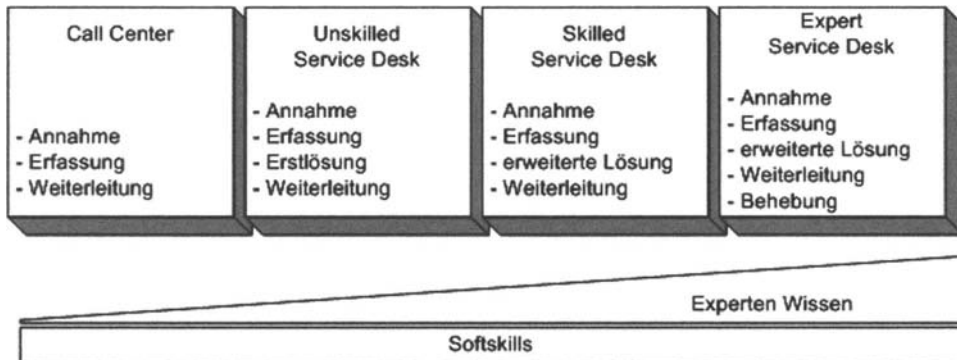 Call Center
- Annahme
- Erfassung
- Weiterleitung
Unskilled
Service Desk
- Annahme
- Erfassung
- Erstlösung
- Weiterleitung
Skilled
Service Desk
- Annahme
- Erfassung
- erweiterte Lösung
- Weiterleitung
Expert
Service Desk
- Annahme
- Erfassung
- erweiterte Lösung
- Weiterleitung
- Behebung
Experten Wissen
Softskills